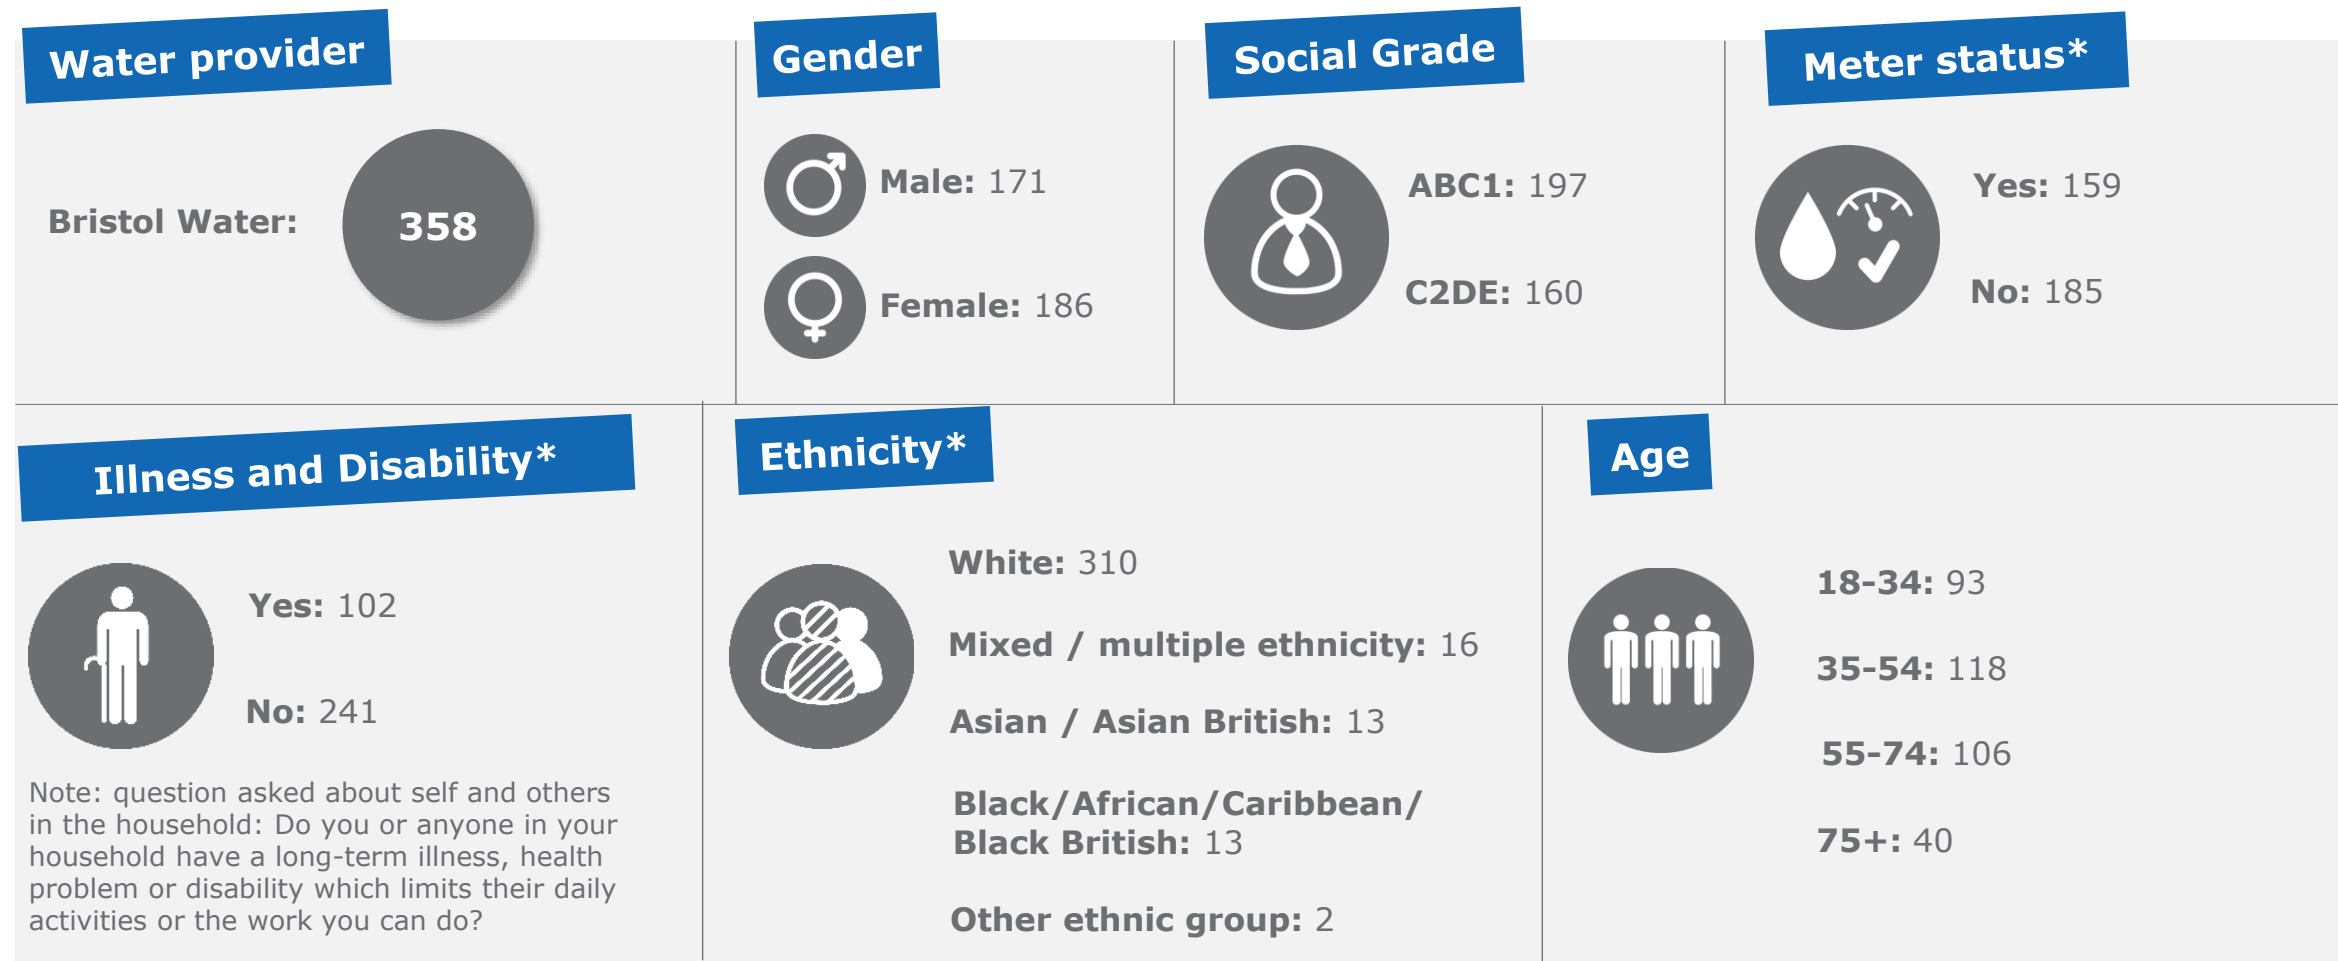 Water provider
Bristol Water:
358
Gender
Male: 171
Female: 186
Social Grade
ABC1: 197
C2DE: 160
Meter status*
Yes: 159
No: 185
Illness and Disability*
Yes: 102
No: 241
Note: question asked about self and others
in the household: Do you or anyone in your
household have a long-term illness, health
problem or disability which limits their daily
activities or the work you can do?
Ethnicity*
White: 310
Mixed / multiple ethnicity: 16
Asian / Asian British: 13
Black/African/Caribbean/
Black British: 13
Other ethnic group: 2
Age
18-34: 93
35-54: 118
55-74: 106
75+: 40